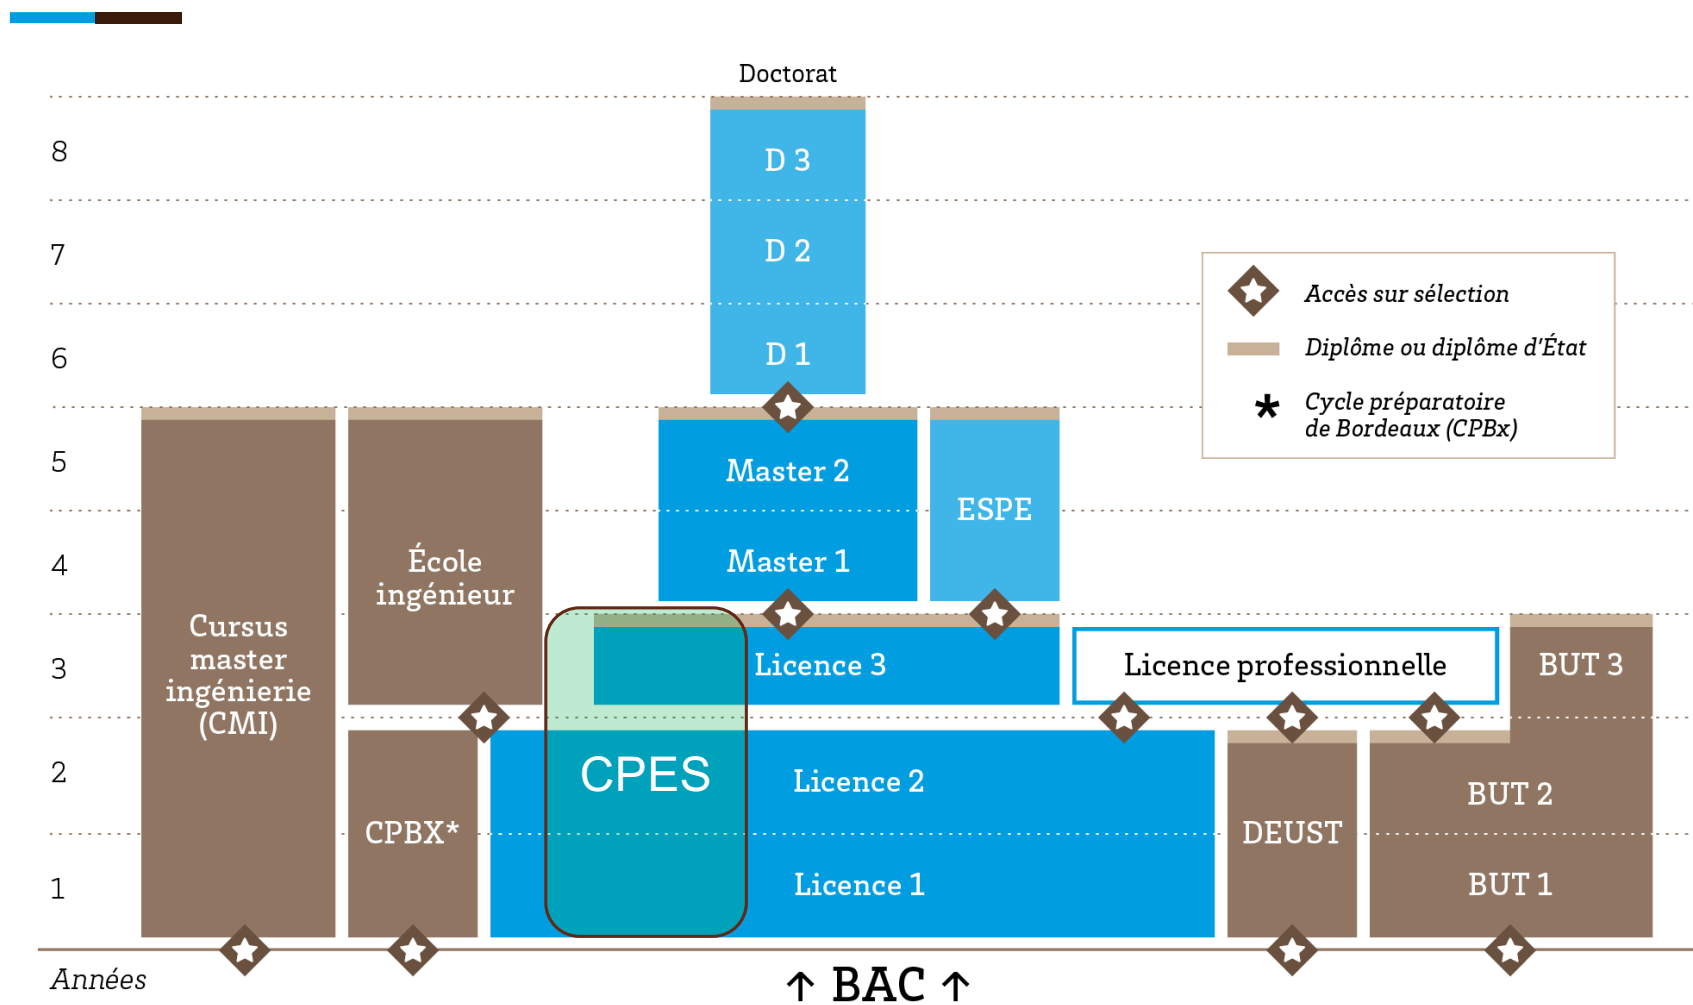 Doctorat
8
D 3
7
D 2
6
D 1
Accès sur sélection
Diplôme ou diplôme d'État
* Cycle préparatoire
de Bordeaux (CPBx)
5
Master 2
ESPE
4
Master 1
École
ingénieur
Cursus
master
ingénierie
(CMI)
3
Licence 3
Licence professionnelle
BUT 3
2
CPES
Licence 2
BUT 2
CPBX*
DEUST
1
Licence 1
BUT 1
Années
↑ BAC ↑